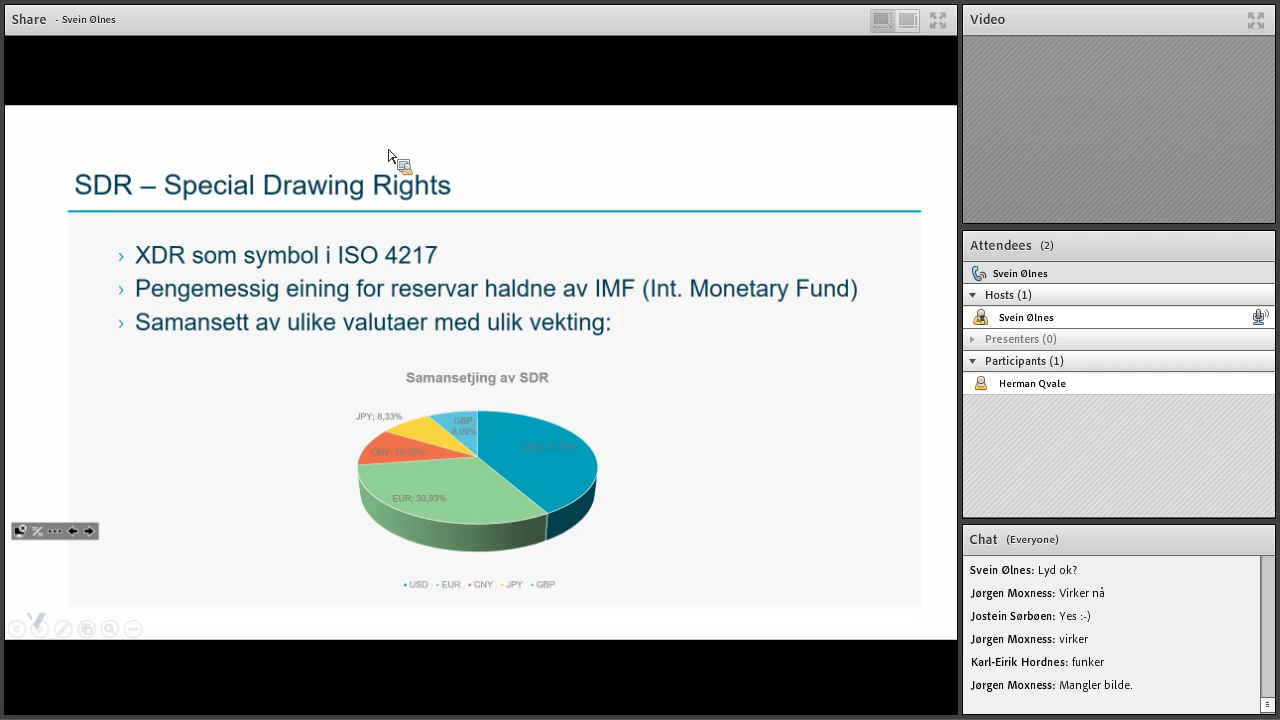 Share - Svein Ølnes
SDR – Special Drawing Rights
› XDR som symbol i ISO 4217
› Pengemessig eining for reservar haldne av IMF (Int. Monetary Fund)
› Samansett av ulike valutaer med ulik vekting:
Samansetjing av SDR
JPY; 8,33%
GBP;
8,09%
EUR; 30,93%
USD EUR CNY JPY GBP
Video
Attendees (2)
Svein Ølnes
Hosts (1)
Svein Ølnes
Presenters (0)
Participants (1)
Herman Qvale
Chat (Everyone)
Svein Ølnes: Lyd ok?
Jørgen Moxness: Virker nå
Jostein Sørbøen: Yes :-)
Jørgen Moxness: virker
Karl-Eirik Hordnes: funker
Jørgen Moxness: Mangler bilde.